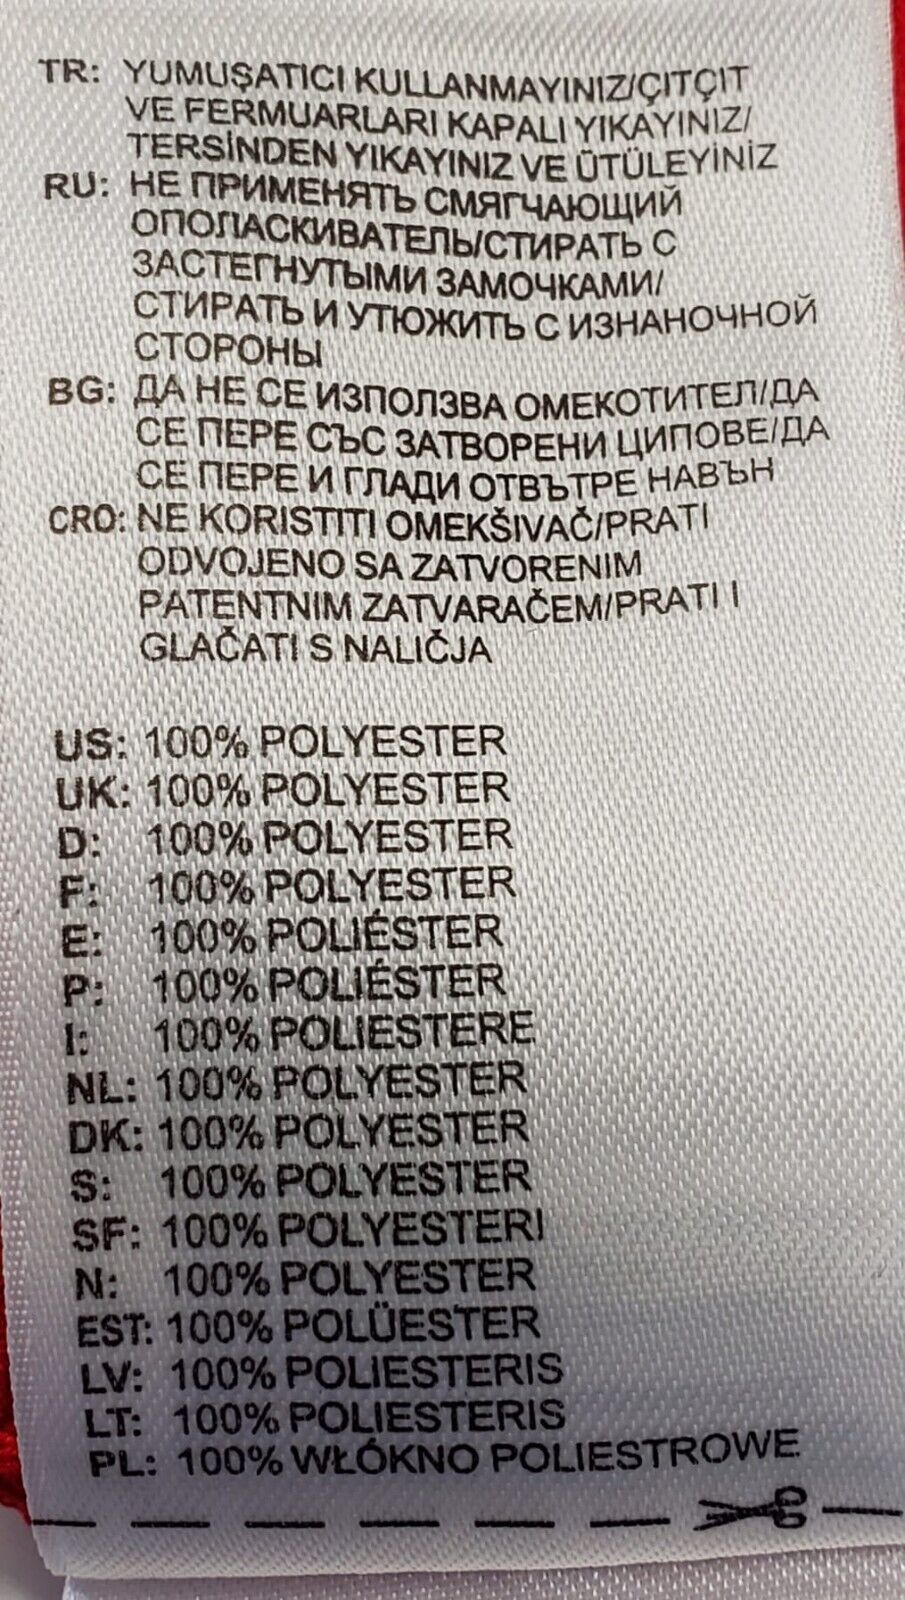 TR: YUMUŞATICI KULLANMAYINIZ/ÇITÇIT
VE FERMUARLARI KAPALI YIKAYINIZ/
TERSİNDEN YIKAYINIZ VE ÜTÜLEYİNİZ
RU: НЕ ПРИМЕНЯТЬ СМЯГЧАЮЩИЙ
ОПОЛАСКИВАТЕЛЬ/СТИРАТЬ С
ЗАСТЕГНУТЫМИ ЗАМОЧКАМИ/
СТИРАТЬ И УТЮЖИТЬ С ИЗНАНОЧНОЙ
СТОРОНЫ
BG: ДА НЕ СЕ ИЗПОЛЗВА ОМЕКОТИТЕЛ/ДА
СЕ ПЕРЕ СЪС ЗАТВОРЕНИ ЦИПОВЕ/ДА
СЕ ПЕРЕ И ГЛАДИ ОТВЪТРЕ НАВЪН
CRO: NE KORISTITI OMEKŠIVAČ/PRATI
ODVOJENO SA ZATVORENIM
PATENTNIM ZATVARAČEM/PRATI I
GLAČATI S NALIČJA
US: 100% POLYESTER
UK: 100% POLYESTER
D: 100% POLYESTER
F: 100% POLYESTER
E: 100% POLIÉSTER
P: 100% POLIÉSTER
I: 100% POLIESTERE
NL: 100% POLYESTER
DK: 100% POLYESTER
S: 100% POLYESTER
SF: 100% POLYESTERI
N: 100% POLYESTER
EST: 100% POLÜESTER
LV: 100% POLIESTERIS
LT: 100% POLIESTERIS
PL: 100% WŁÓKNO POLIESTROWE